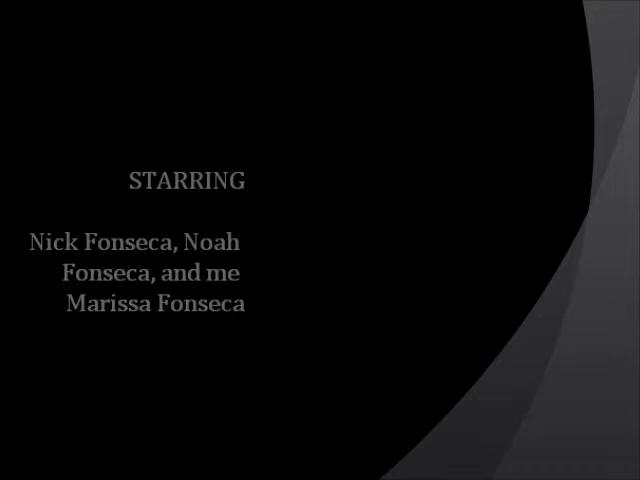 STARRING
Nick Fonseca, Noah
Fonseca, and me
Marissa Fonseca